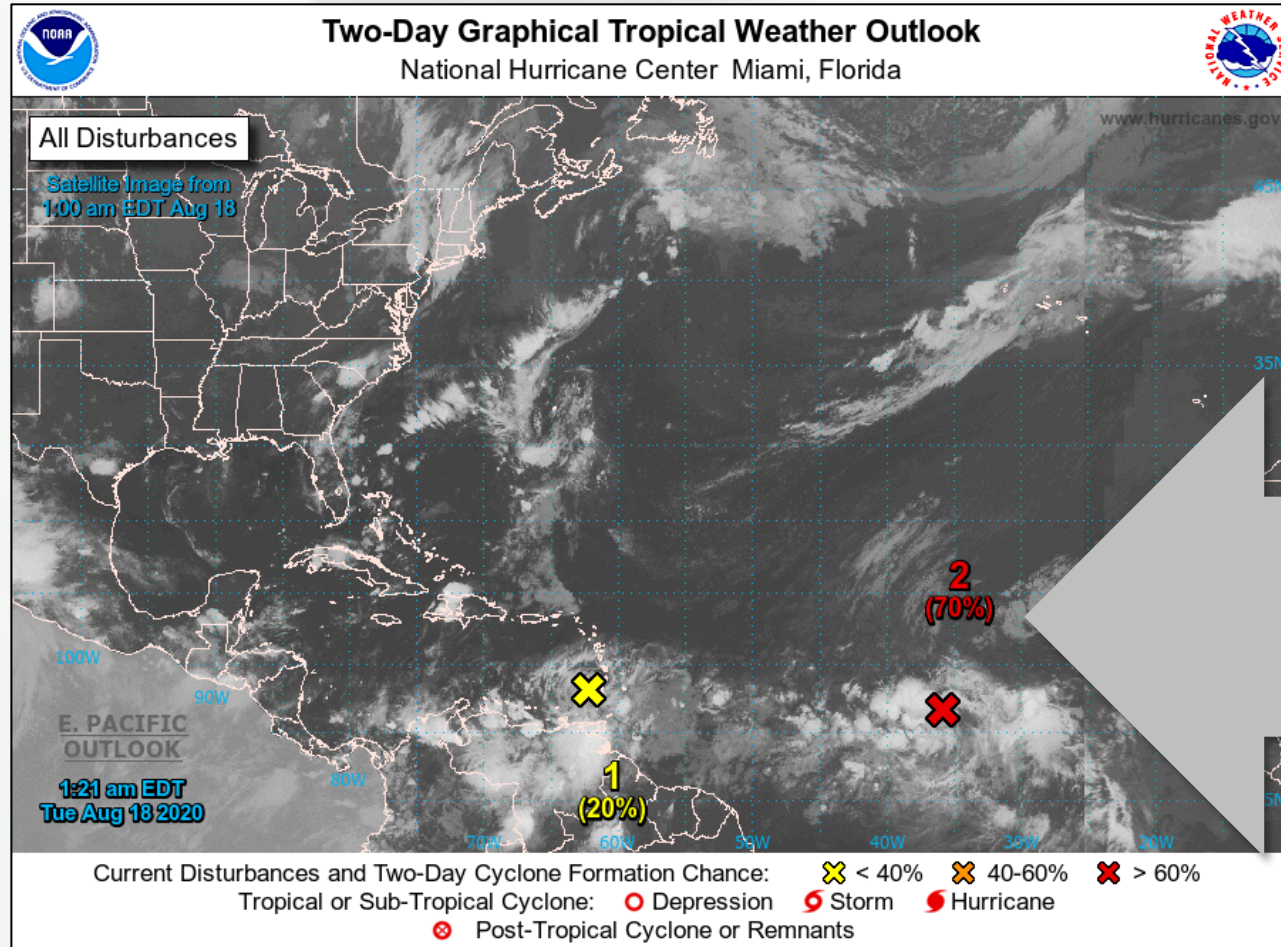 Two-Day Graphical Tropical Weather Outlook
National Hurricane Center Miami, Florida
NOAA
www.hurricanes.gov
All Disturbances
Satellite Image from
1:00 am EDT Aug 18
45N
35N
2
(70%)
100W
90W
E. PACIFIC
OUTLOOK
80W
1
(20%)
1:21 am EDT
Tue Aug 18 2020
5N
70W 60W 50W 40W 30W 20W
Current Disturbances and Two-Day Cyclone Formation Chance: < 40% 40-60% > 60%
Tropical or Sub-Tropical Cyclone: Depression Storm Hurricane
Post-Tropical Cyclone or Remnants